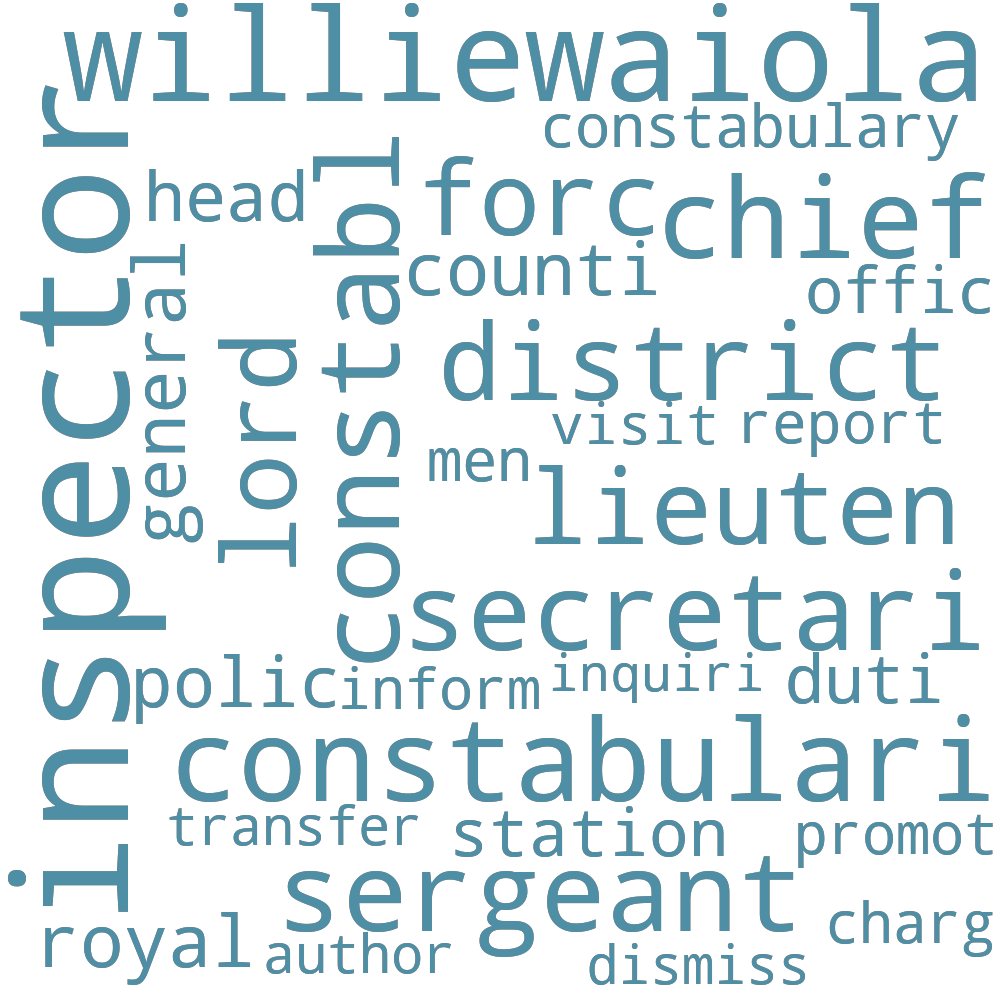 williewaiola
constabulary
inspector
head
constabl
forc
chief
general
counti
offic
lord
district
visit
report
men
lieuten
secretari
polic
inform
inquiri
duti
constabulari
transfer
station
promot
sergeant
royal
author
charg
dismiss